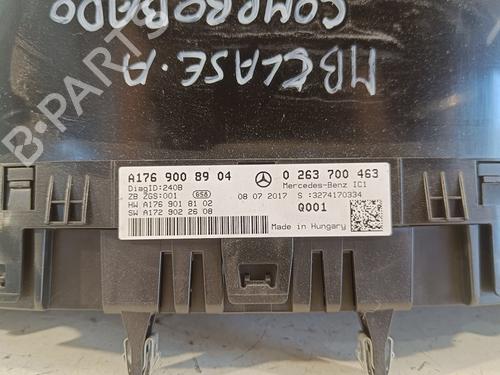 COMPROBADO
MB CLASE.A
A176 900 89 04
DiagID:240B
ZB ZGS:001
HW A176 901 81 02
SW A172 902 26 08
GS8
08 07 2017
0 263 700 463
Mercedes-Benz IC1
S :3274170334
Q001
Made in Hungary